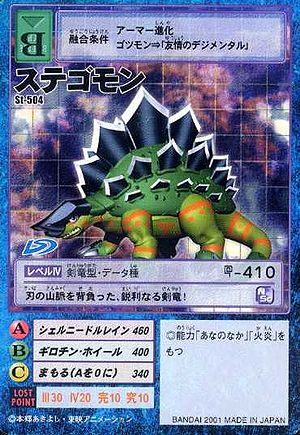 B
融合条件
アーマー進化
ゴツモン⇒「友情のデジメンタル」
ステゴモン
St-504
レベルIV 剣竜型・データ種
-410
刃の山脈を背負った、鋭利なる剣竜!
A シェルニードルレイン 460
B ギロチン・ホイール 400
C まもる(Aを0に) 340
◎能力「あなのなか」「火炎」を
もつ
LOST POINT III30 IV20 完10 究10
©本郷あきよし・東映アニメーション
BANDAI 2001 MADE IN JAPAN